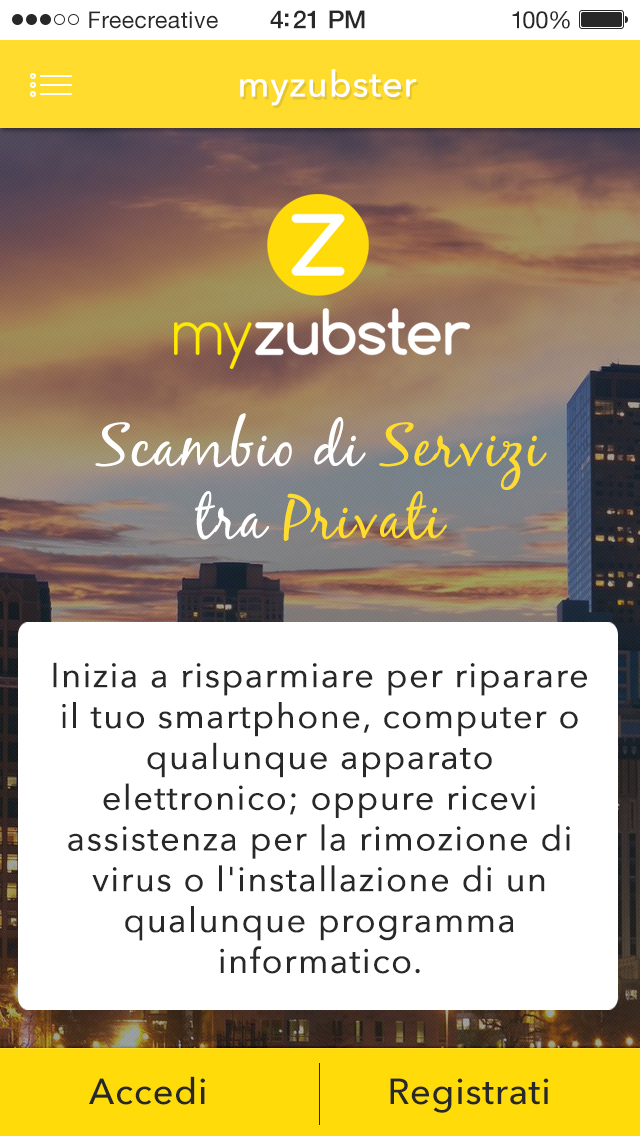 Freecreative 4:21 PM 100%
myzubster
Z
myzubster
Scambio di Servizi
tra Privati
Inizia a risparmiare per riparare
il tuo smartphone, computer o
qualunque apparato
elettronico; oppure ricevi
assistenza per la rimozione di
virus o l'installazione di un
qualunque programma
informatico.
Accedi Registrati